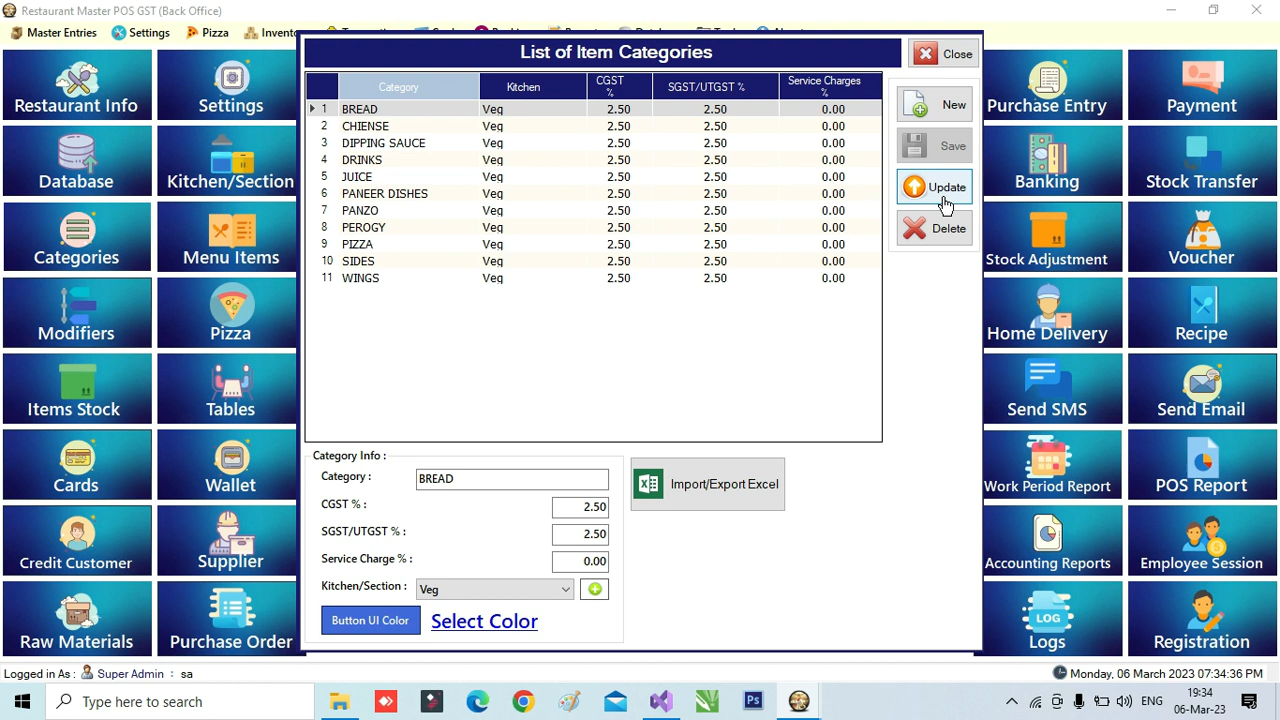 Restaurant Master POS GST (Back Office)
Master Entries Settings Pizza
List of Item Categories
Close
Category Kitchen CGST % SGST/UTGST % Service Charges %
1 BREAD Veg 2.50 2.50 0.00
2 CHIENSE Veg 2.50 2.50 0.00
3 DIPPING SAUCE Veg 2.50 2.50 0.00
4 DRINKS Veg 2.50 2.50 0.00
5 JUICE Veg 2.50 2.50 0.00
6 PANEER DISHES Veg 2.50 2.50 0.00
7 PANZO Veg 2.50 2.50 0.00
8 PEROGY Veg 2.50 2.50 0.00
9 PIZZA Veg 2.50 2.50 0.00
10 SIDES Veg 2.50 2.50 0.00
11 WINGS Veg 2.50 2.50 0.00
New
Save
Update
Delete
Category Info :
Category : BREAD
CGST % : 2.50
SGST/UTGST % : 2.50
Service Charge % : 0.00
Kitchen/Section : Veg
Button UI Color Select Color
Import/Export Excel
Restaurant Info Settings
Database Kitchen/Section
Categories Menu Items
Modifiers Pizza
Items Stock Tables
Cards Wallet
Credit Customer Supplier
Raw Materials Purchase Order
Purchase Entry Payment
Banking Stock Transfer
Stock Adjustment Voucher
Home Delivery Recipe
Send SMS Send Email
Work Period Report POS Report
Accounting Reports Employee Session
LOG
Logs Registration
Logged in As : Super Admin : sa
Monday, 06 March 2023 07:34:36 PM
Type here to search
Ps
ENG
19:34
06-Mar-23